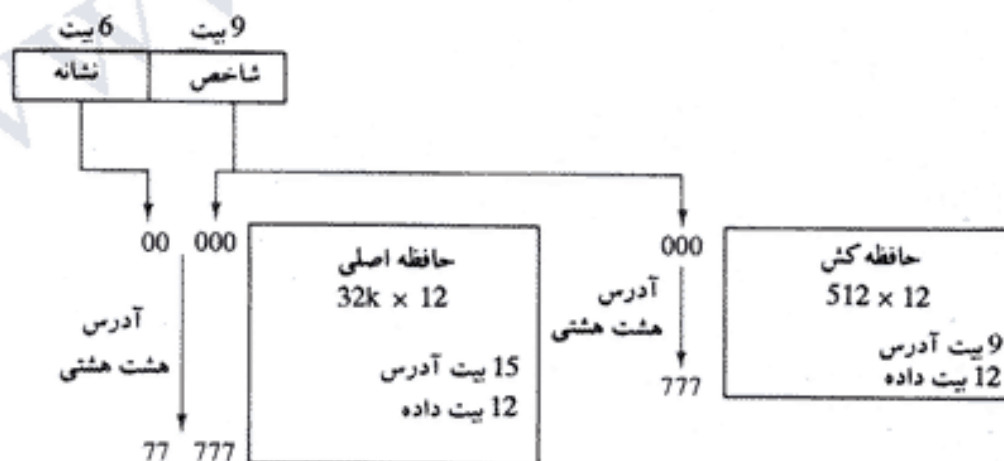 6 بیت
9 بیت
نشانه
شاخص
00 000
آدرس
هشت هشتی
77 777
حافظه اصلی
32k × 12
15 بیت آدرس
12 بیت داده
000
آدرس
هشت هشتی
777
حافظه کش
512 × 12
9 بیت آدرس
12 بیت داده